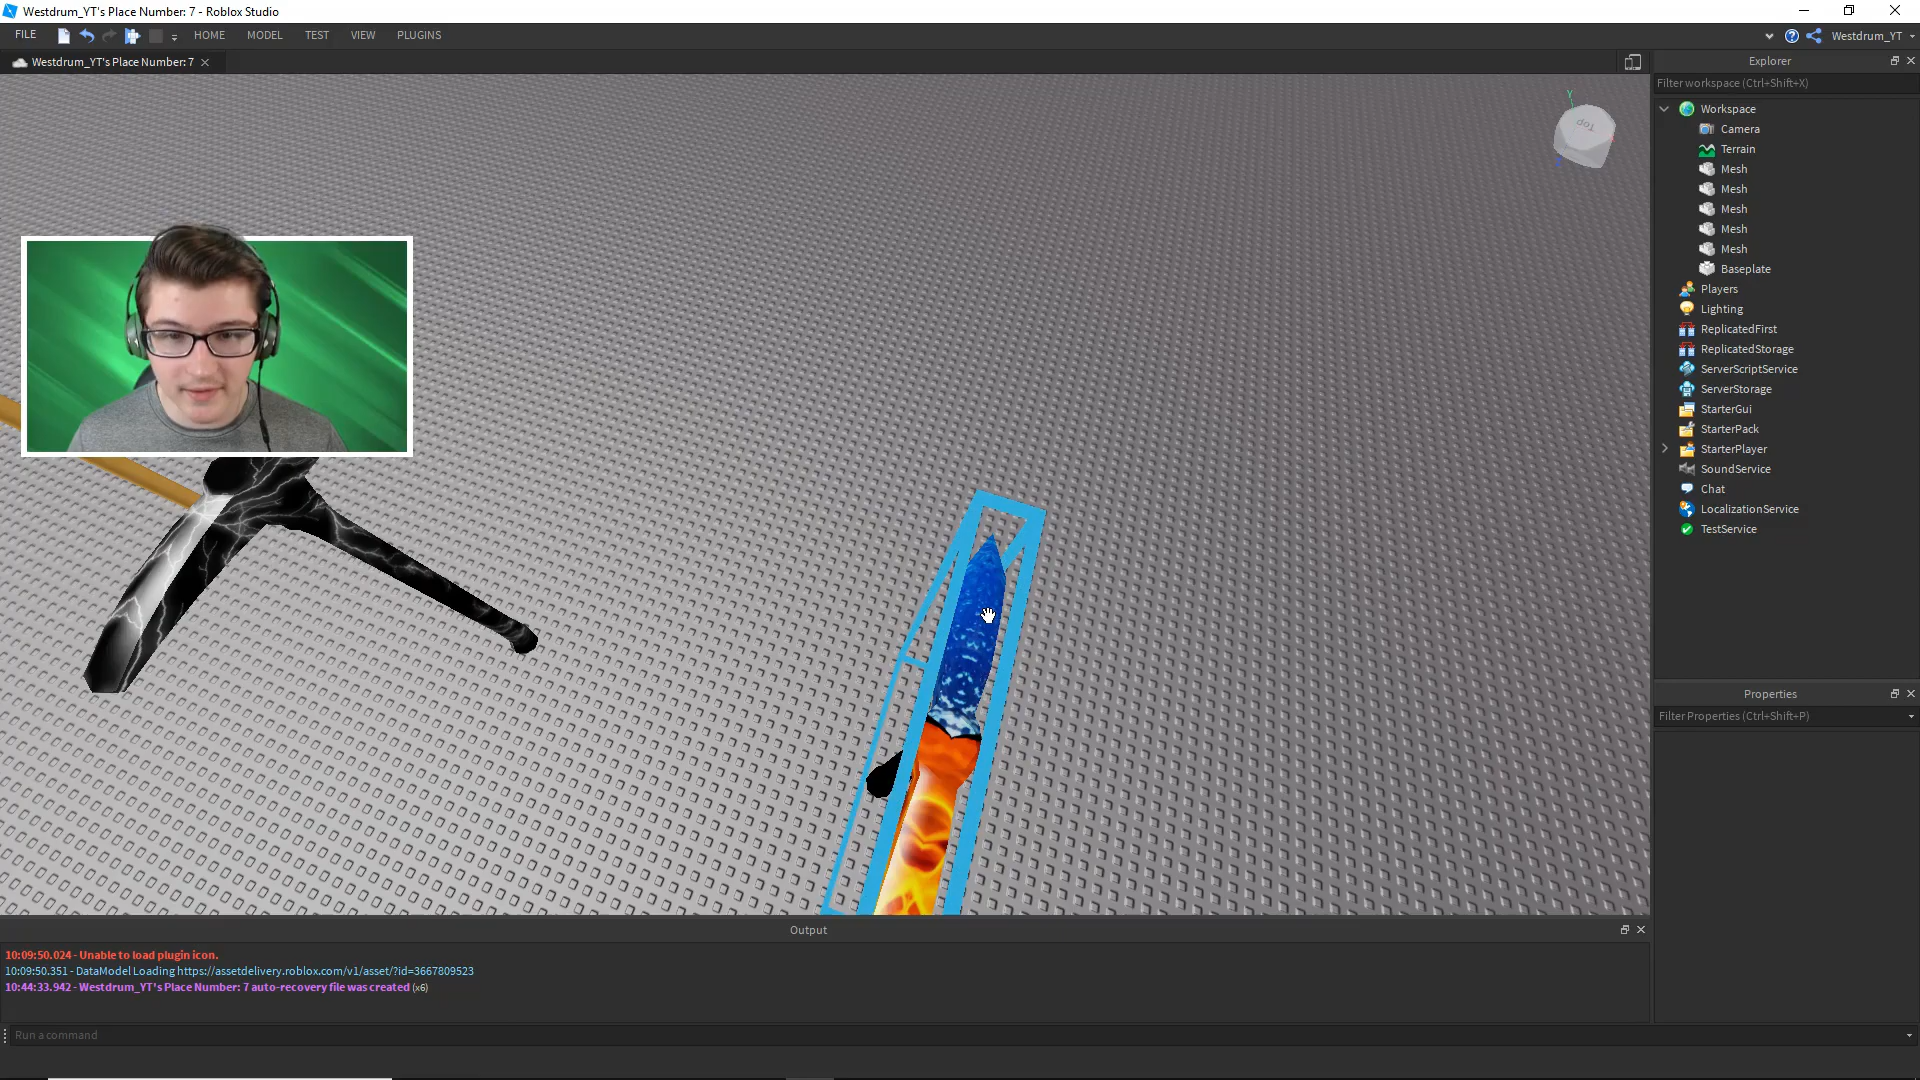 Westdrum_YT's Place Number: 7 - Roblox Studio
FILE HOME MODEL TEST VIEW PLUGINS Westdrum_YT
Westdrum_YT's Place Number: 7
Top
Y
Explorer
Filter workspace (Ctrl+Shift+X)
Workspace
Camera
Terrain
Mesh
Mesh
Mesh
Mesh
Mesh
Baseplate
Players
Lighting
ReplicatedFirst
ReplicatedStorage
ServerScriptService
ServerStorage
StarterGui
StarterPack
StarterPlayer
SoundService
Chat
LocalizationService
TestService
Properties
Filter Properties (Ctrl+Shift+P)
Output
10:09:50.024 - Unable to load plugin icon.
10:09:50.351 - DataModel Loading https://assetdelivery.roblox.com/v1/asset/?id=3667809523
10:44:33.942 - Westdrum_YT's Place Number: 7 auto-recovery file was created (x6)
Run a command